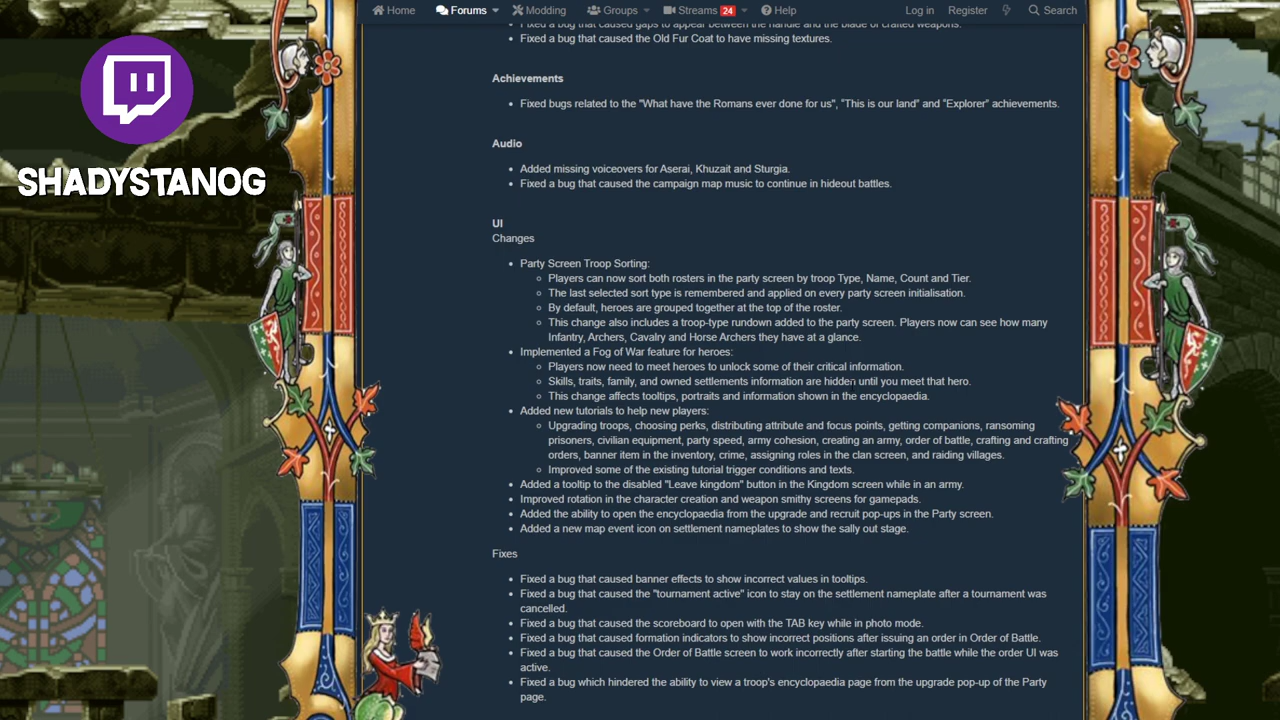 Home Forums Modding Groups Streams 24 Help Log in Register Search
Fixed a bug that caused gaps to appear between the handle and the blade of crafted weapons.
Fixed a bug that caused the Old Fur Coat to have missing textures.
Achievements
Fixed bugs related to the "What have the Romans ever done for us", "This is our land" and "Explorer" achievements.
Audio
Added missing voiceovers for Aserai, Khuzait and Sturgia.
Fixed a bug that caused the campaign map music to continue in hideout battles.
SHADYSTANOG
UI
Changes
Party Screen Troop Sorting:
Players can now sort both rosters in the party screen by troop Type, Name, Count and Tier.
The last selected sort type is remembered and applied on every party screen initialisation.
By default, heroes are grouped together at the top of the roster.
This change also includes a troop-type rundown added to the party screen. Players now can see how many
Infantry, Archers, Cavalry and Horse Archers they have at a glance.
Implemented a Fog of War feature for heroes:
Players now need to meet heroes to unlock some of their critical information.
Skills, traits, family, and owned settlements information are hidden until you meet that hero.
This change affects tooltips, portraits and information shown in the encyclopaedia.
Added new tutorials to help new players:
Upgrading troops, choosing perks, distributing attribute and focus points, getting companions, ransoming
prisoners, civilian equipment, party speed, army cohesion, creating an army, order of battle, crafting and crafting
orders, banner item in the inventory, crime, assigning roles in the clan screen, and raiding villages.
Improved some of the existing tutorial trigger conditions and texts.
Added a tooltip to the disabled "Leave kingdom" button in the Kingdom screen while in an army.
Improved rotation in the character creation and weapon smithy screens for gamepads.
Added the ability to open the encyclopaedia from the upgrade and recruit pop-ups in the Party screen.
Added a new map event icon on settlement nameplates to show the sally out stage.
Fixes
Fixed a bug that caused banner effects to show incorrect values in tooltips.
Fixed a bug that caused the "tournament active" icon to stay on the settlement nameplate after a tournament was
cancelled.
Fixed a bug that caused the scoreboard to open with the TAB key while in photo mode.
Fixed a bug that caused formation indicators to show incorrect positions after issuing an order in Order of Battle.
Fixed a bug that caused the Order of Battle screen to work incorrectly after starting the battle while the order UI was
active.
Fixed a bug which hindered the ability to view a troop's encyclopaedia page from the upgrade pop-up of the Party
page.